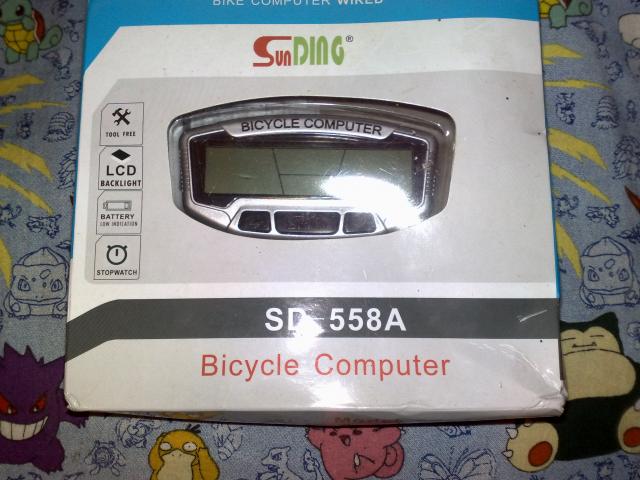 BIKE COMPUTER WIRED
SunDING®
BICYCLE COMPUTER
TOOL FREE
LCD
BACKLIGHT
BATTERY
LOW INDICATION
STOPWATCH
SD-558A
Bicycle Computer